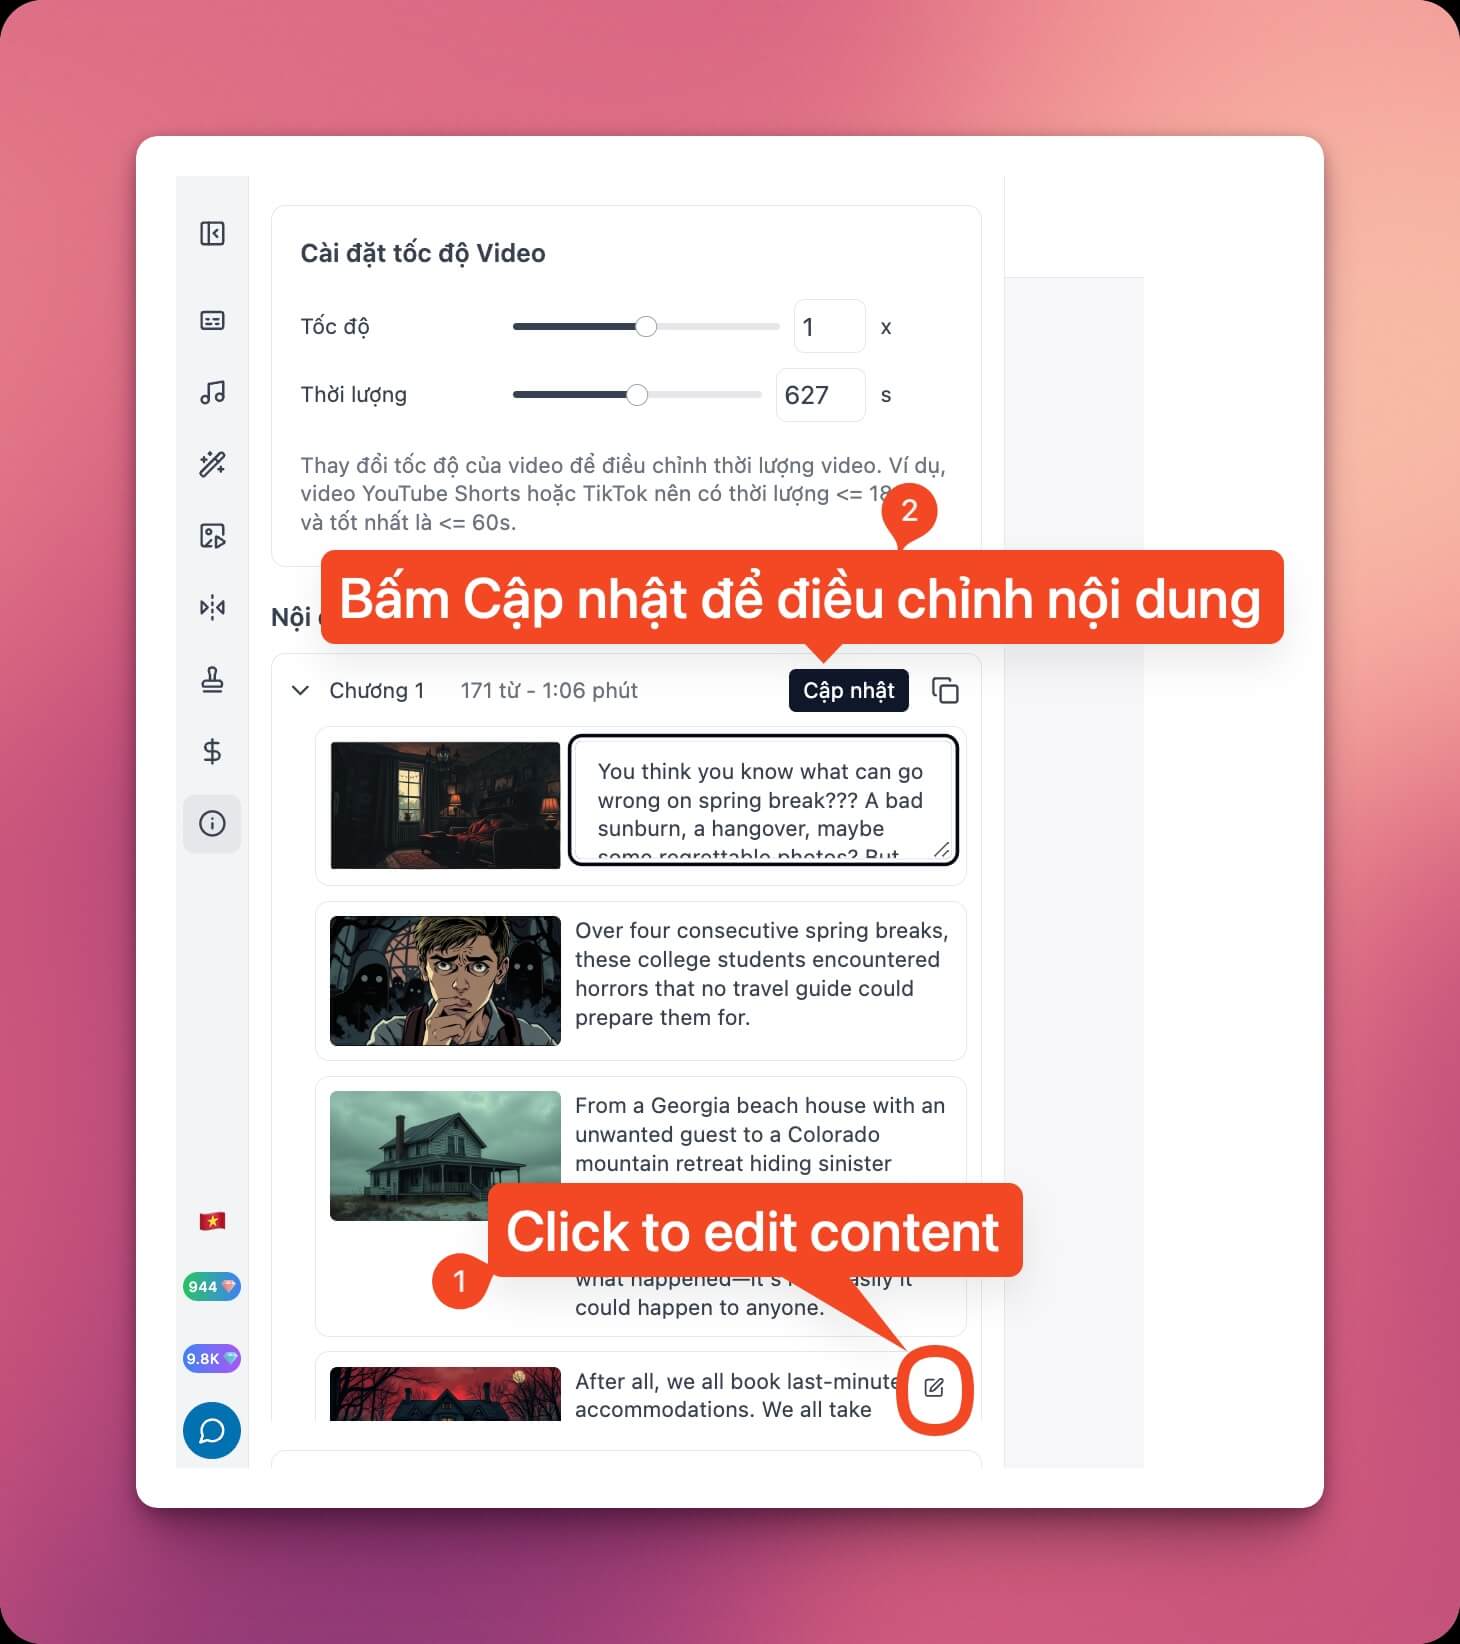 Cài đặt tốc độ Video
Tốc độ 1 x
Thời lượng 627 s
Thay đổi tốc độ của video để điều chỉnh thời lượng video. Ví dụ,
video YouTube Shorts hoặc TikTok nên có thời lượng <= 18
và tốt nhất là <= 60s.
2
Bấm Cập nhật để điều chỉnh nội dung
Nội
Chương 1 171 từ - 1:06 phút Cập nhật
You think you know what can go
wrong on spring break??? A bad
sunburn, a hangover, maybe
some regrettable photos? But
Over four consecutive spring breaks,
these college students encountered
horrors that no travel guide could
prepare them for.
From a Georgia beach house with an
unwanted guest to a Colorado
mountain retreat hiding sinister
Click to edit content
1
what happened—it's easily it
could happen to anyone.
After all, we all book last-minute
accommodations. We all take
944
9.8K